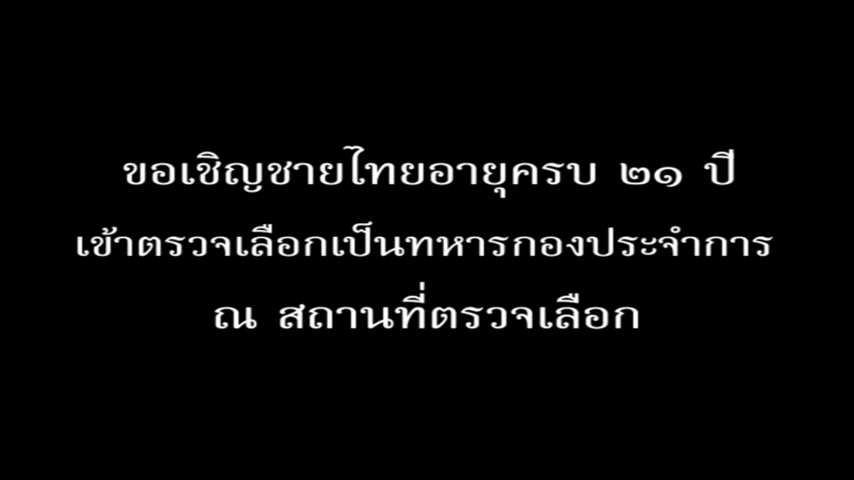 ขอเชิญชายไทยอายุครบ ๒๑ ปี
เข้าตรวจเลือกเป็นทหารกองประจำการ
ณ สถานที่ตรวจเลือก